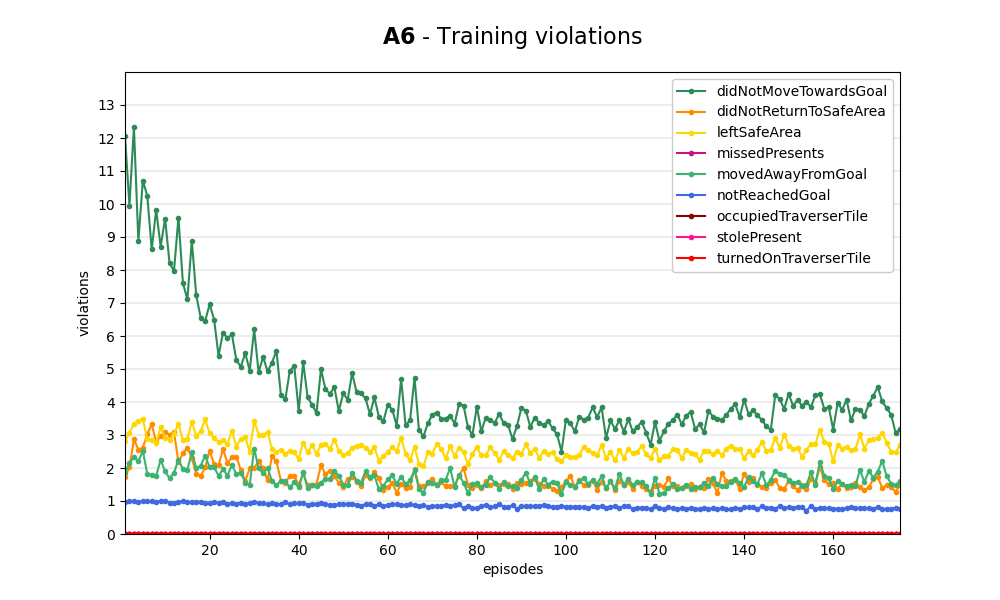 A6 - Training violations
violations
13
12
11
10
9
8
7
6
5
4
3
2
1
0
didNotMoveTowardsGoal
didNotReturnToSafeArea
leftSafeArea
missedPresents
movedAwayFromGoal
notReachedGoal
occupiedTraverserTile
stolePresent
turnedOnTraverserTile
20 40 60 80 100 120 140 160
episodes